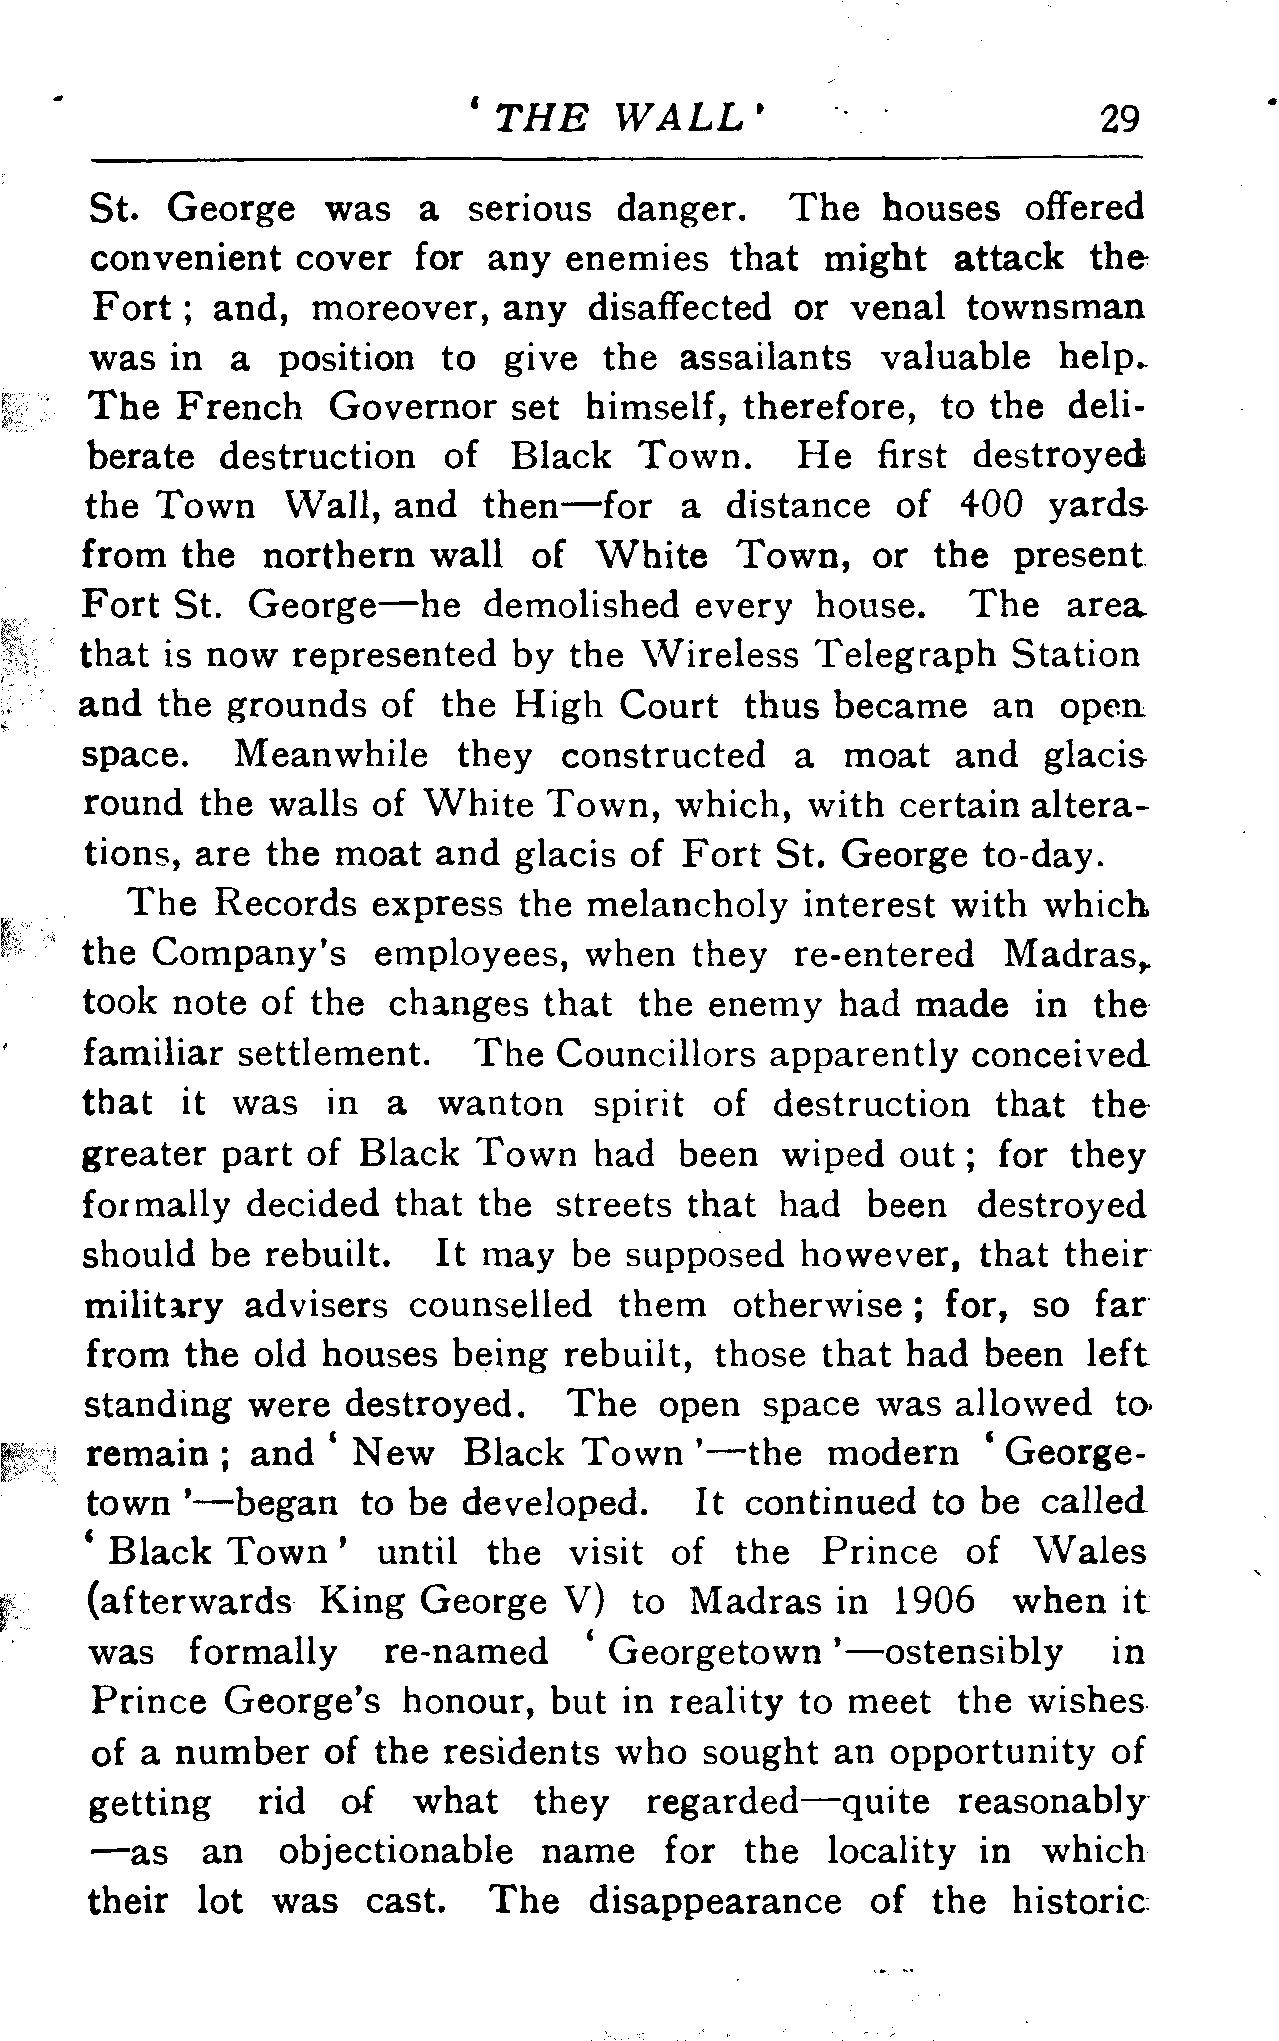 ‘ THE WALL ’ 29
St. George was a serious danger. The houses offered
convenient cover for any enemies that might attack the
Fort ; and, moreover, any disaffected or venal townsman
was in a position to give the assailants valuable help.
The French Governor set himself, therefore, to the deli-
berate destruction of Black Town. He first destroyed
the Town Wall, and then—for a distance of 400 yards
from the northern wall of White Town, or the present
Fort St. George—he demolished every house. The area
that is now represented by the Wireless Telegraph Station
and the grounds of the High Court thus became an open
space. Meanwhile they constructed a moat and glacis
round the walls of White Town, which, with certain altera-
tions, are the moat and glacis of Fort St. George to-day.
The Records express the melancholy interest with which
the Company's employees, when they re-entered Madras,
took note of the changes that the enemy had made in the
familiar settlement. The Councillors apparently conceived
that it was in a wanton spirit of destruction that the
greater part of Black Town had been wiped out ; for they
formally decided that the streets that had been destroyed
should be rebuilt. It may be supposed however, that their
military advisers counselled them otherwise ; for, so far
from the old houses being rebuilt, those that had been left
standing were destroyed. The open space was allowed to
remain ; and ‘ New Black Town ’—the modern ‘ George-
town ’—began to be developed. It continued to be called
‘ Black Town ’ until the visit of the Prince of Wales
(afterwards King George V) to Madras in 1906 when it
was formally re-named ‘ Georgetown ’—ostensibly in
Prince George's honour, but in reality to meet the wishes
of a number of the residents who sought an opportunity of
getting rid of what they regarded—quite reasonably
—as an objectionable name for the locality in which
their lot was cast. The disappearance of the historic